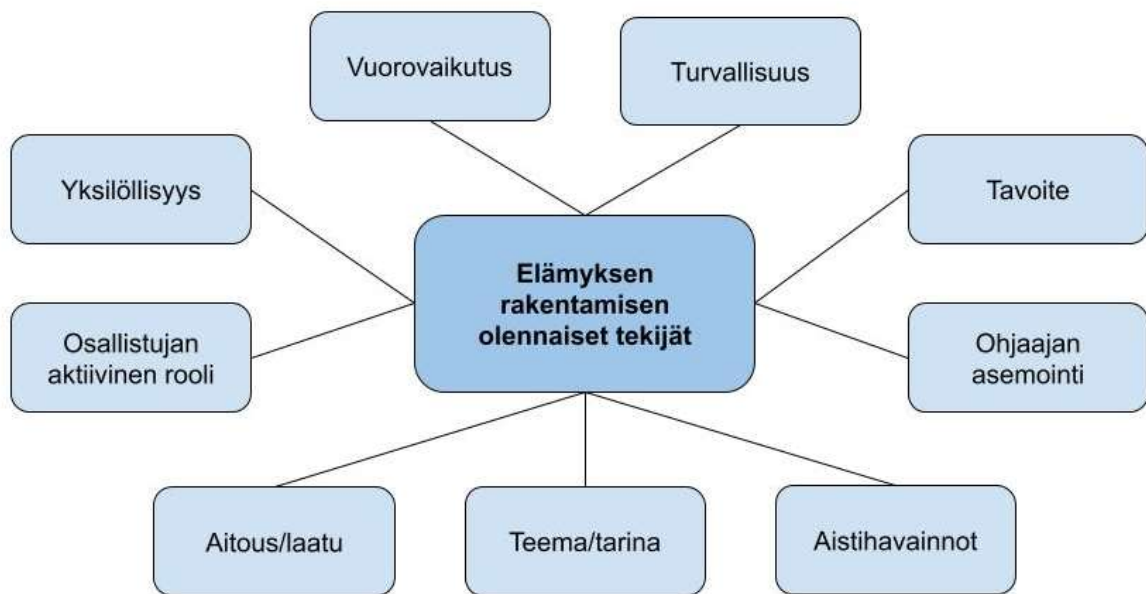 Vuorovaikutus
Turvallisuus
Yksilöllisyys
Tavoite
Elämyksen
rakentamisen
olennaiset tekijät
Osallistujan
aktiivinen rooli
Ohjaajan
asemointi
Aitous/laatu
Teema/tarina
Aistihavainnot